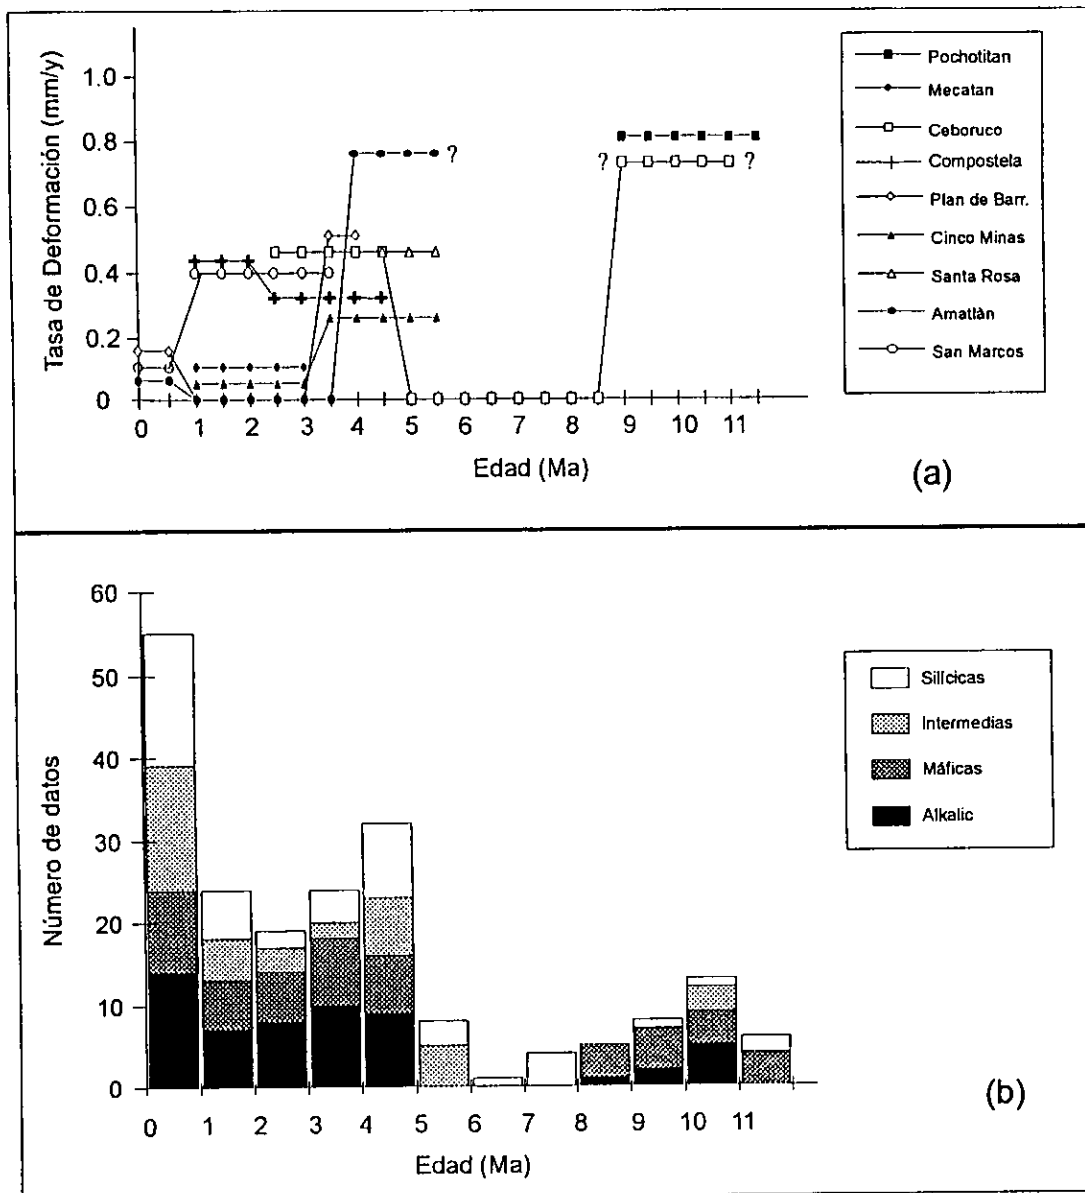 Tasa de Deformación (mm/y)
1.0
0.8
0.6
0.4
0.2
0
?
?
?
0 1 2 3 4 5 6 7 8 9 10 11
Edad (Ma)
(a)
Pochotitan
Mecatan
Ceboruco
Compostela
Plan de Barr.
Cinco Minas
Santa Rosa
Amatlàn
San Marcos
Número de datos
60
50
40
30
20
10
0
0 1 2 3 4 5 6 7 8 9 10 11
Edad (Ma)
(b)
Silícicas
Intermedias
Máficas
Alkalic